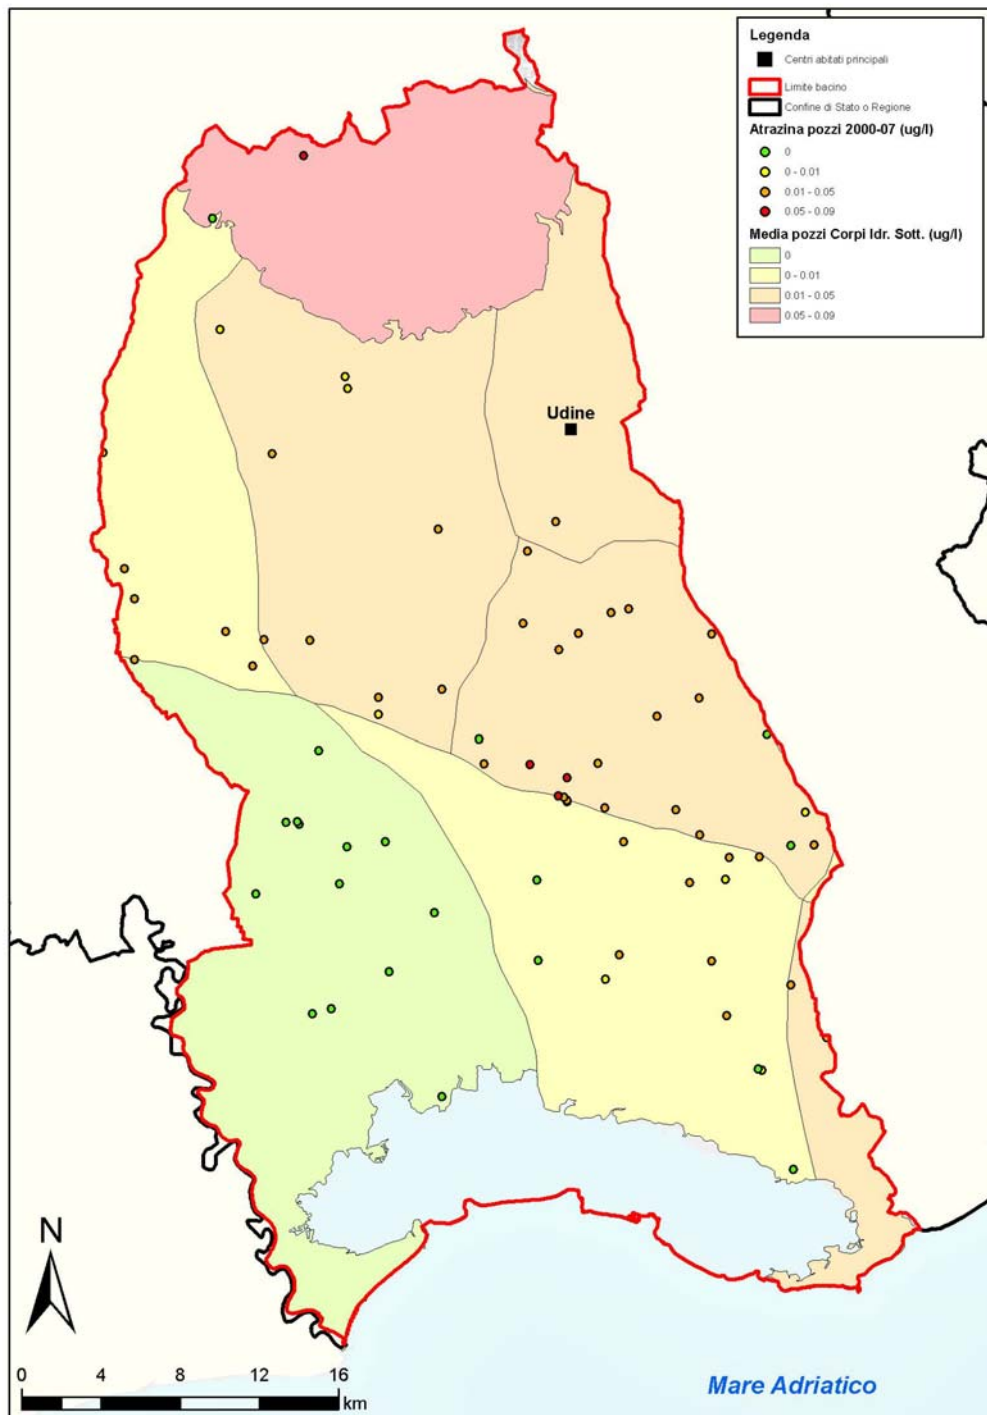 Legenda
Centri abitati principali
Limite bacino
Confine di Stato o Regione
Atrazina pozzi 2000-07 (ug/l)
0
0 - 0.01
0.01 - 0.05
0.05 - 0.09
Media pozzi Corpi Idr. Sott. (ug/l)
0
0 - 0.01
0.01 - 0.05
0.05 - 0.09
Udine
N
0 4 8 12 16
km
Mare Adriatico